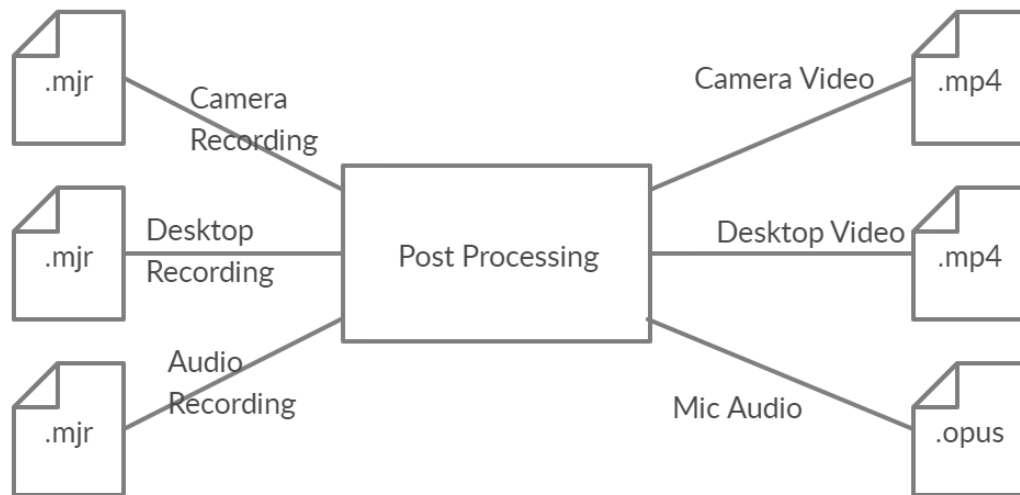 .mjr
Camera
Recording
Camera Video
.mp4
.mjr
Desktop
Recording
Post Processing
Desktop Video
.mp4
.mjr
Audio
Recording
Mic Audio
.opus